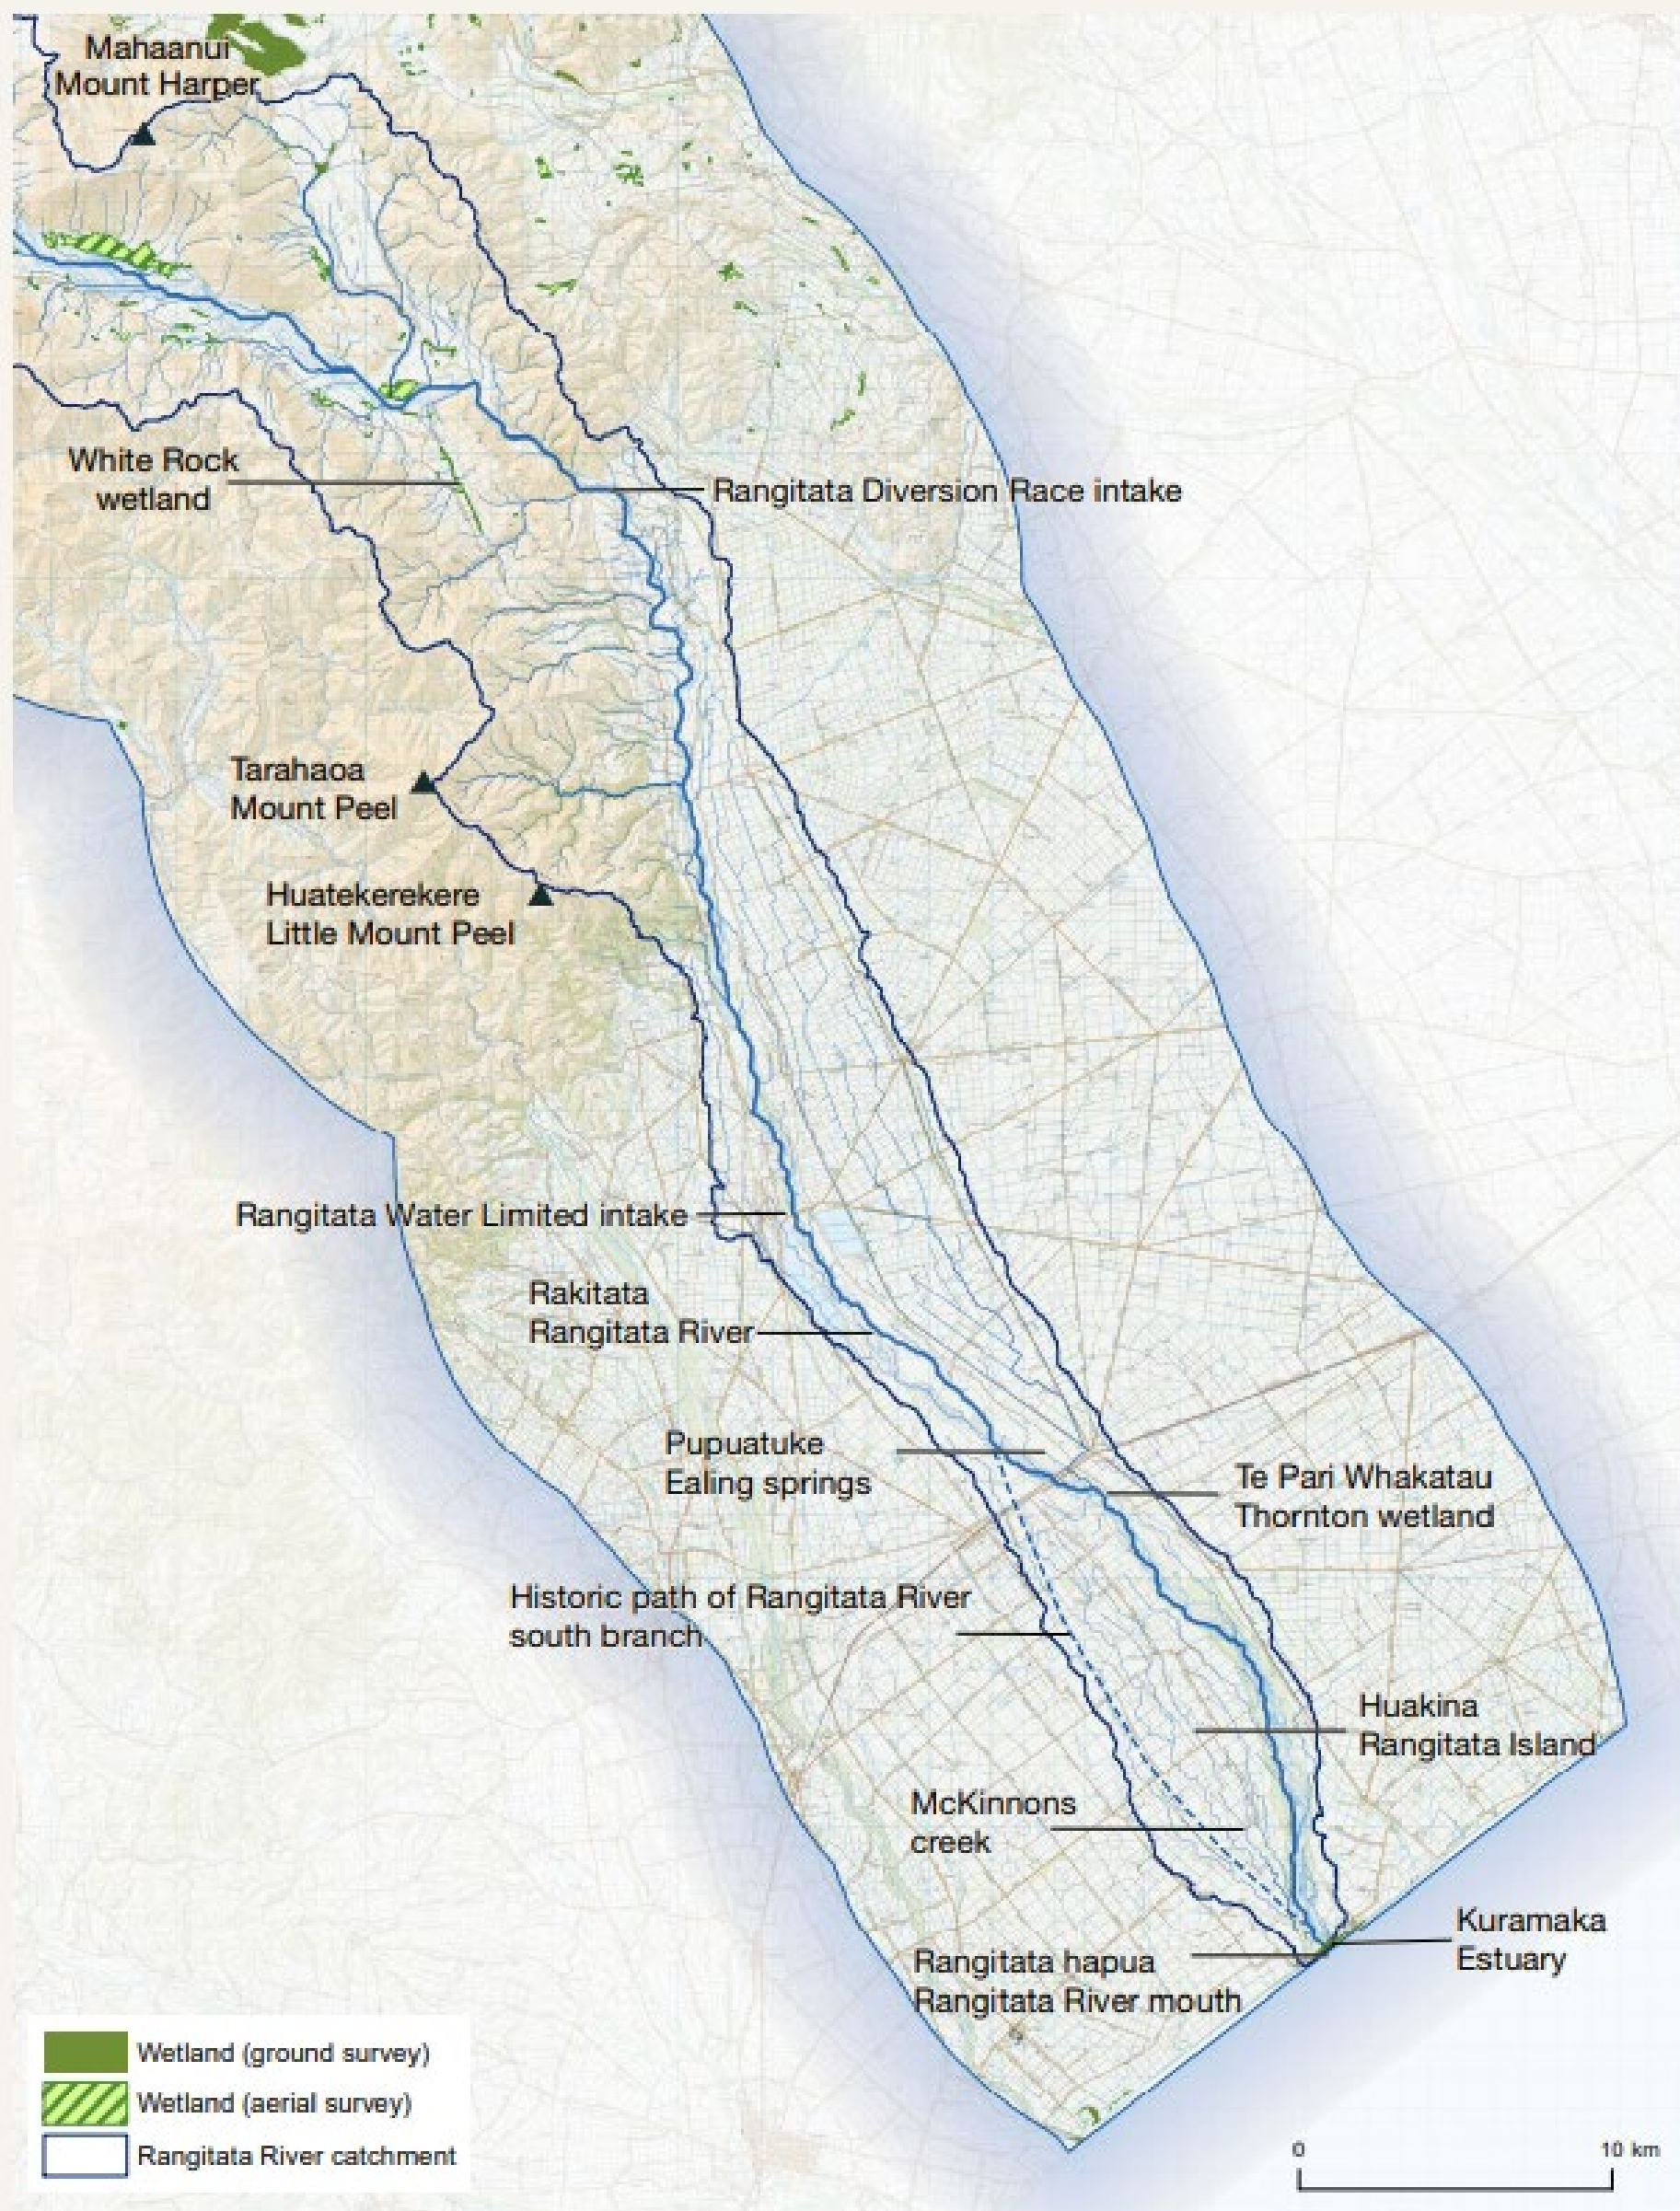 Mahaanui
Mount Harper
White Rock
wetland
Rangitata Diversion Race intake
Tarahaoa
Mount Peel
Huatekerekere
Little Mount Peel
Rangitata Water Limited intake
Rakitata
Rangitata River
Pupuatuke
Ealing springs
Te Pari Whakatau
Thornton wetland
Historic path of Rangitata River
south branch
Huakina
Rangitata Island
McKinnons
creek
Kuramaka
Estuary
Rangitata hapua
Rangitata River mouth
Wetland (ground survey)
Wetland (aerial survey)
Rangitata River catchment
0 10 km